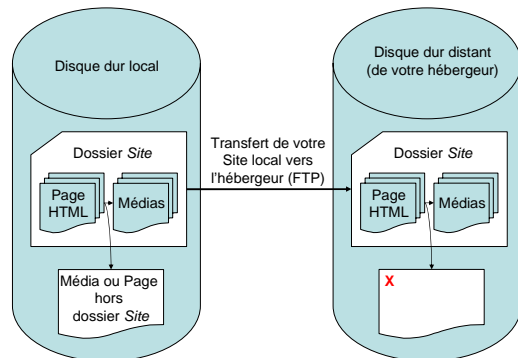 Disque dur local
Dossier Site
Page
HTML
Médias
Média ou Page
hors
dossier Site
Transfert de votre
Site local vers
l'hébergeur (FTP)
Disque dur distant
(de votre hébergeur)
Dossier Site
Page
HTML
Médias
X